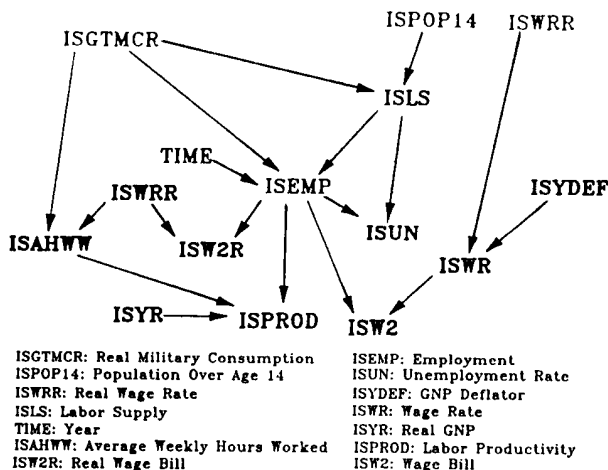 ISPOP14 ISWRR
ISGTMCR
ISLS
TIME
ISEMP
ISWRR
ISYDEF
ISAHWW
ISW2R
ISUN
ISWR
ISYR
ISPROD
ISW2
ISGTMCR: Real Military Consumption
ISPOP14: Population Over Age 14
ISWRR: Real Wage Rate
ISLS: Labor Supply
TIME: Year
ISAHWW: Average Weekly Hours Worked
ISW2R: Real Wage Bill
ISEMP: Employment
ISUN: Unemployment Rate
ISYDEF: GNP Deflator
ISWR: Wage Rate
ISYR: Real GNP
ISPROD: Labor Productivity
ISW2: Wage Bill